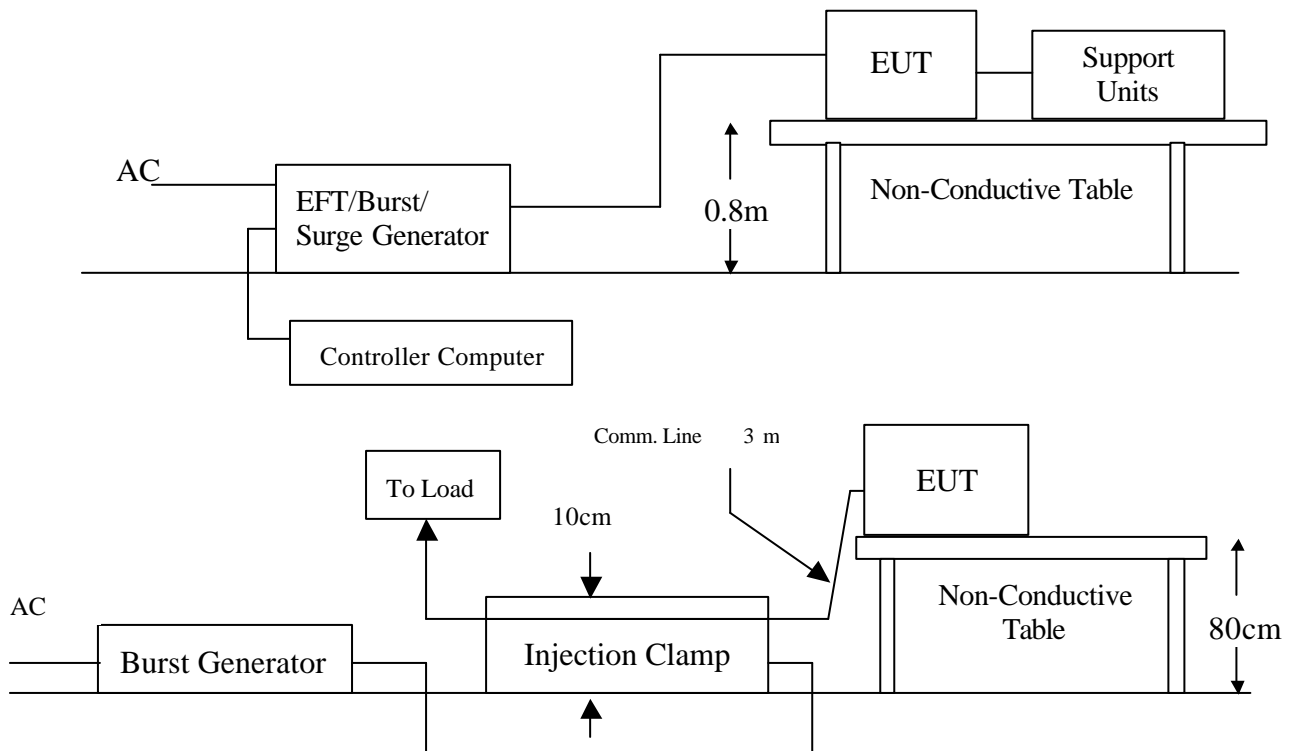 EUT
Support
Units
AC
EFT/Burst/
Surge Generator
0.8m
Non-Conductive Table
Controller Computer
Comm. Line 3 m
To Load
10cm
EUT
AC
Burst Generator
Injection Clamp
Non-Conductive
Table
80cm